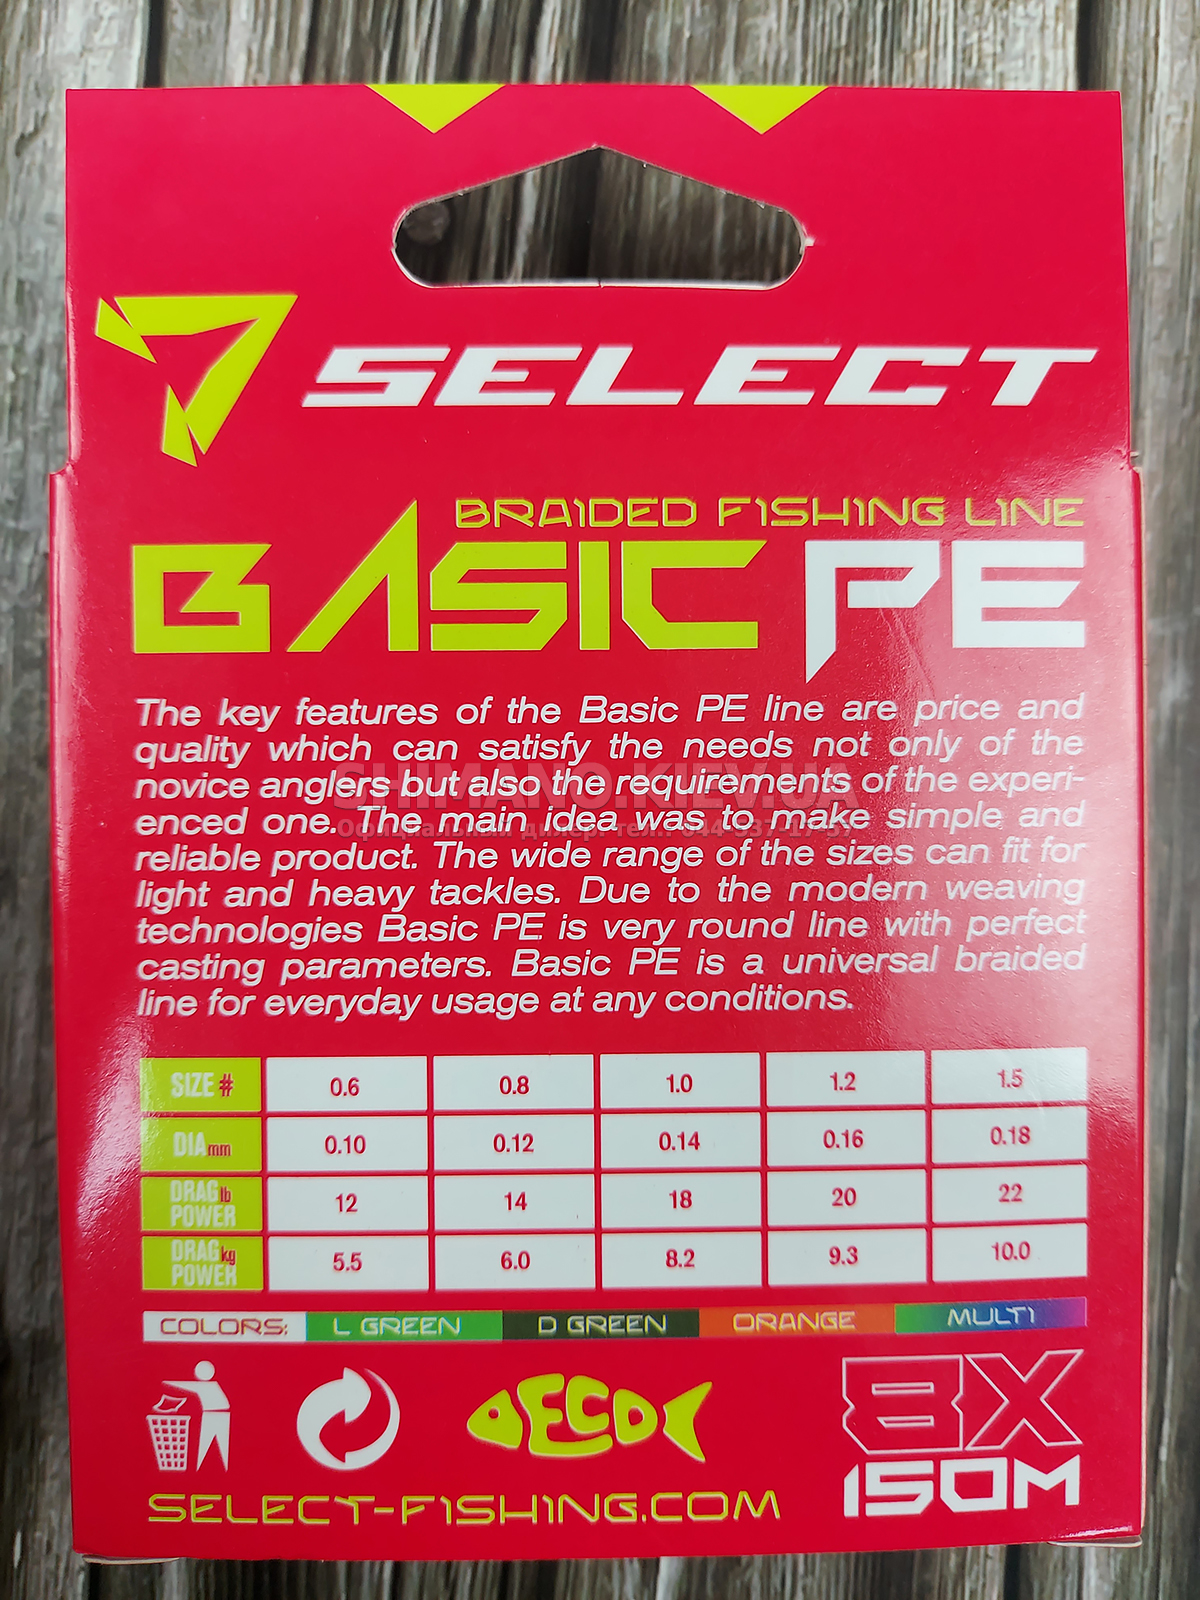 SELECT
BRAIDED FISHING LINE
BASIC PE
The key features of the Basic PE line are price and
quality which can satisfy the needs not only of the
novice anglers but also the requirements of the experi-
enced one. The main idea was to make simple and
reliable product. The wide range of the sizes can fit for
light and heavy tackles. Due to the modern weaving
technologies Basic PE is very round line with perfect
casting parameters. Basic PE is a universal braided
line for everyday usage at any conditions.
SHIMANO.KIEV.UA
Официальный дилер
SIZE # 0.6 0.8 1.0 1.2 1.5
DIA mm 0.10 0.12 0.14 0.16 0.18
DRAG lb POWER 12 14 18 20 22
DRAG kg POWER 5.5 6.0 8.2 9.3 10.0
COLORS: L GREEN D GREEN ORANGE MULTI
ECO
8X
150M
SELECT-FISHING.COM